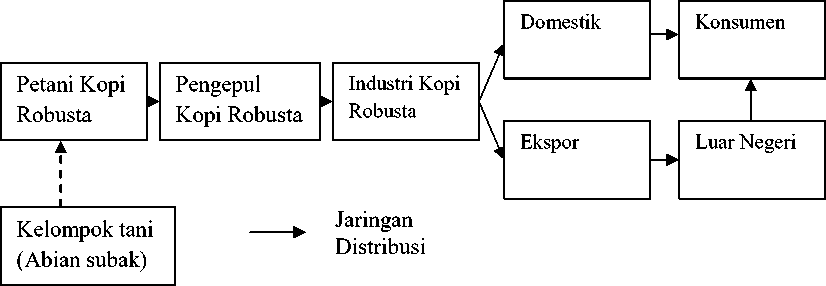 Domestik
Konsumen
Petani Kopi
Robusta
Pengepul
Kopi Robusta
Industri Kopi
Robusta
Ekspor
Luar Negeri
Kelompok tani
(Abian subak)
Jaringan
Distribusi